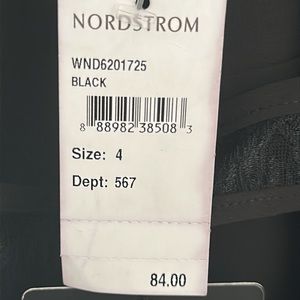 NORDSTROM
WND6201725
BLACK
8 88982 38508 3
Size: 4
Dept: 567
84.00